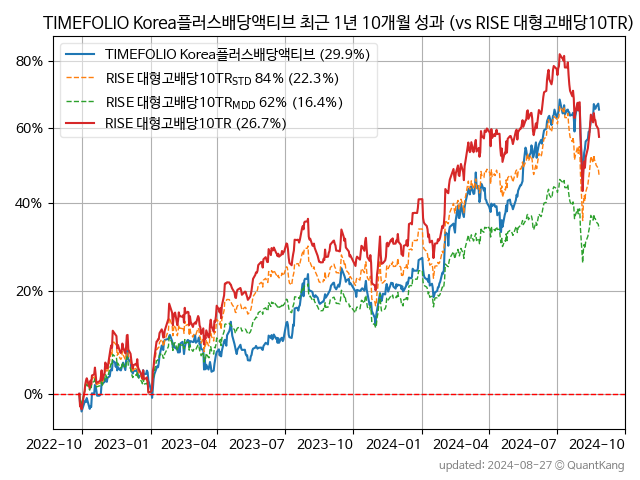 TIMEFOLIO Korea플러스배당액티브 최근 1년 10개월 성과 (vs RISE 대형고배당10TR)
TIMEFOLIO Korea플러스배당액티브 (29.9%)
RISE 대형고배당10TR_STD 84% (22.3%)
RISE 대형고배당10TR_MDD 62% (16.4%)
RISE 대형고배당10TR (26.7%)
80%
60%
40%
20%
0%
2022-10 2023-01 2023-04 2023-07 2023-10 2024-01 2024-04 2024-07 2024-10
updated: 2024-08-27 © QuantKang